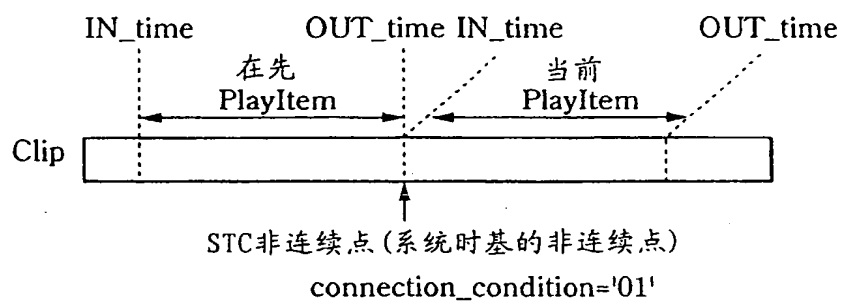 IN_time OUT_time IN_time OUT_time
在先 当前
PlayItem PlayItem
Clip
STC非连续点(系统时基的非连续点)
connection_condition='01'